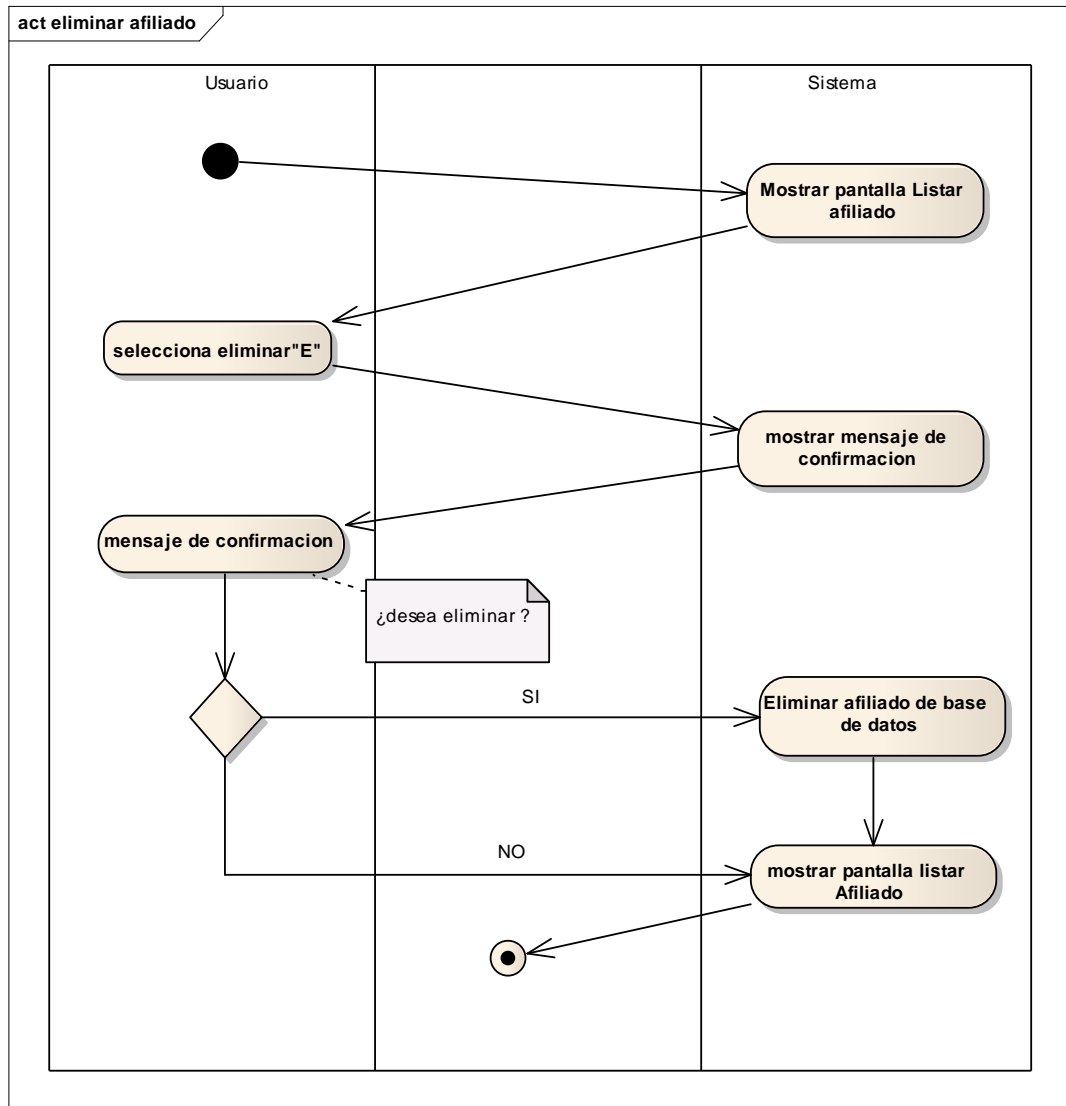 act eliminar afiliado
Usuario
Sistema
Mostrar pantalla Listar
afiliado
selecciona eliminar"E"
mostrar mensaje de
confirmacion
mensaje de confirmacion
¿desea eliminar ?
SI
Eliminar afiliado de base
de datos
NO
mostrar pantalla listar
Afiliado